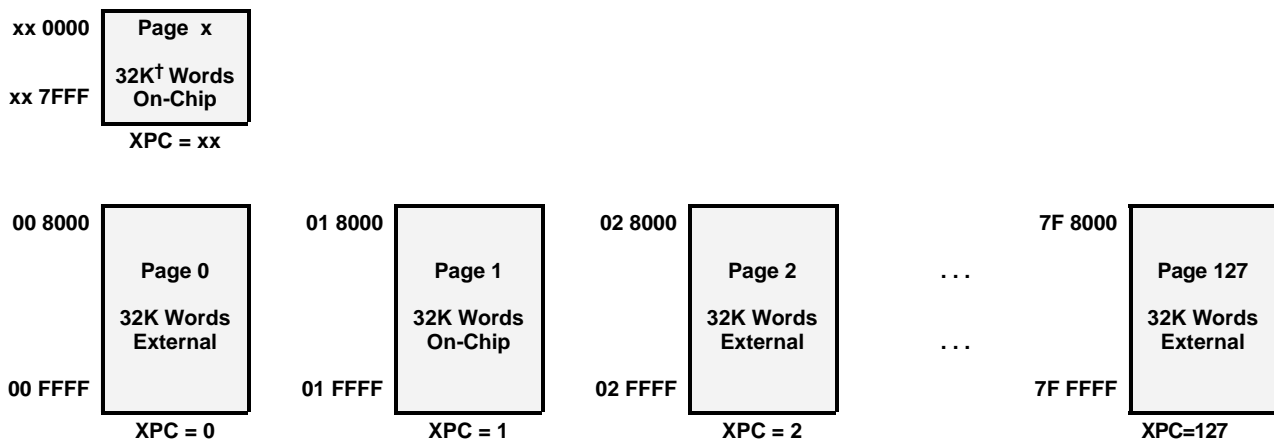 xx 0000
Page x
32K† Words
xx 7FFF
On-Chip
XPC = xx
00 8000
01 8000
02 8000
7F 8000
Page 0
Page 1
Page 2
. . .
Page 127
32K Words
32K Words
32K Words
32K Words
External
On-Chip
External
. . .
External
00 FFFF
01 FFFF
02 FFFF
7F FFFF
XPC = 0
XPC = 1
XPC = 2
XPC=127